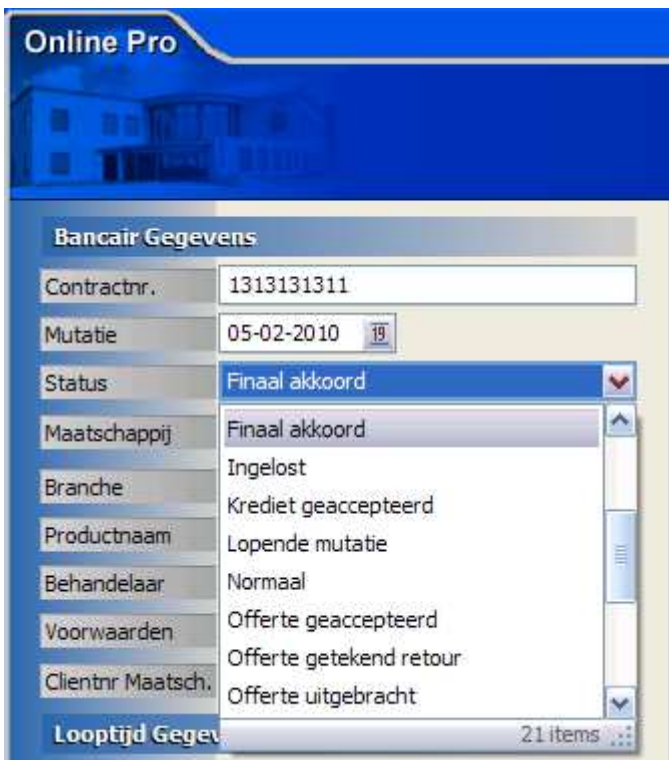 Online Pro
Bancair Gegevens
Contractnr. 1313131311
Mutatie 05-02-2010 19
Status Finaal akkoord
Maatschappij
Branche
Productnaam
Behandelaar
Voorwaarden
Clientnr Maatsch.
Finaal akkoord
Ingelost
Krediet geaccepteerd
Lopende mutatie
Normaal
Offerte geaccepteerd
Offerte getekend retour
Offerte uitgebracht
21 items
Looptijd Gegev